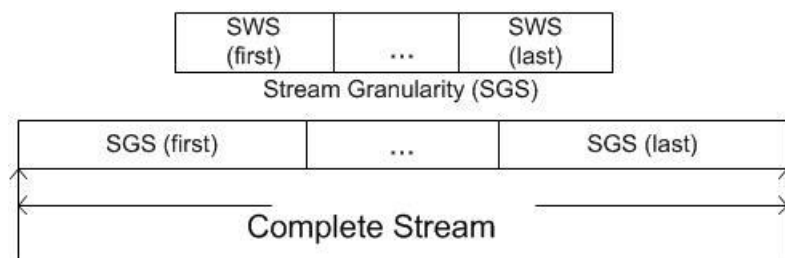 SWS ... SWS
(first) (last)
Stream Granularity (SGS)
SGS (first) ... SGS (last)
Complete Stream